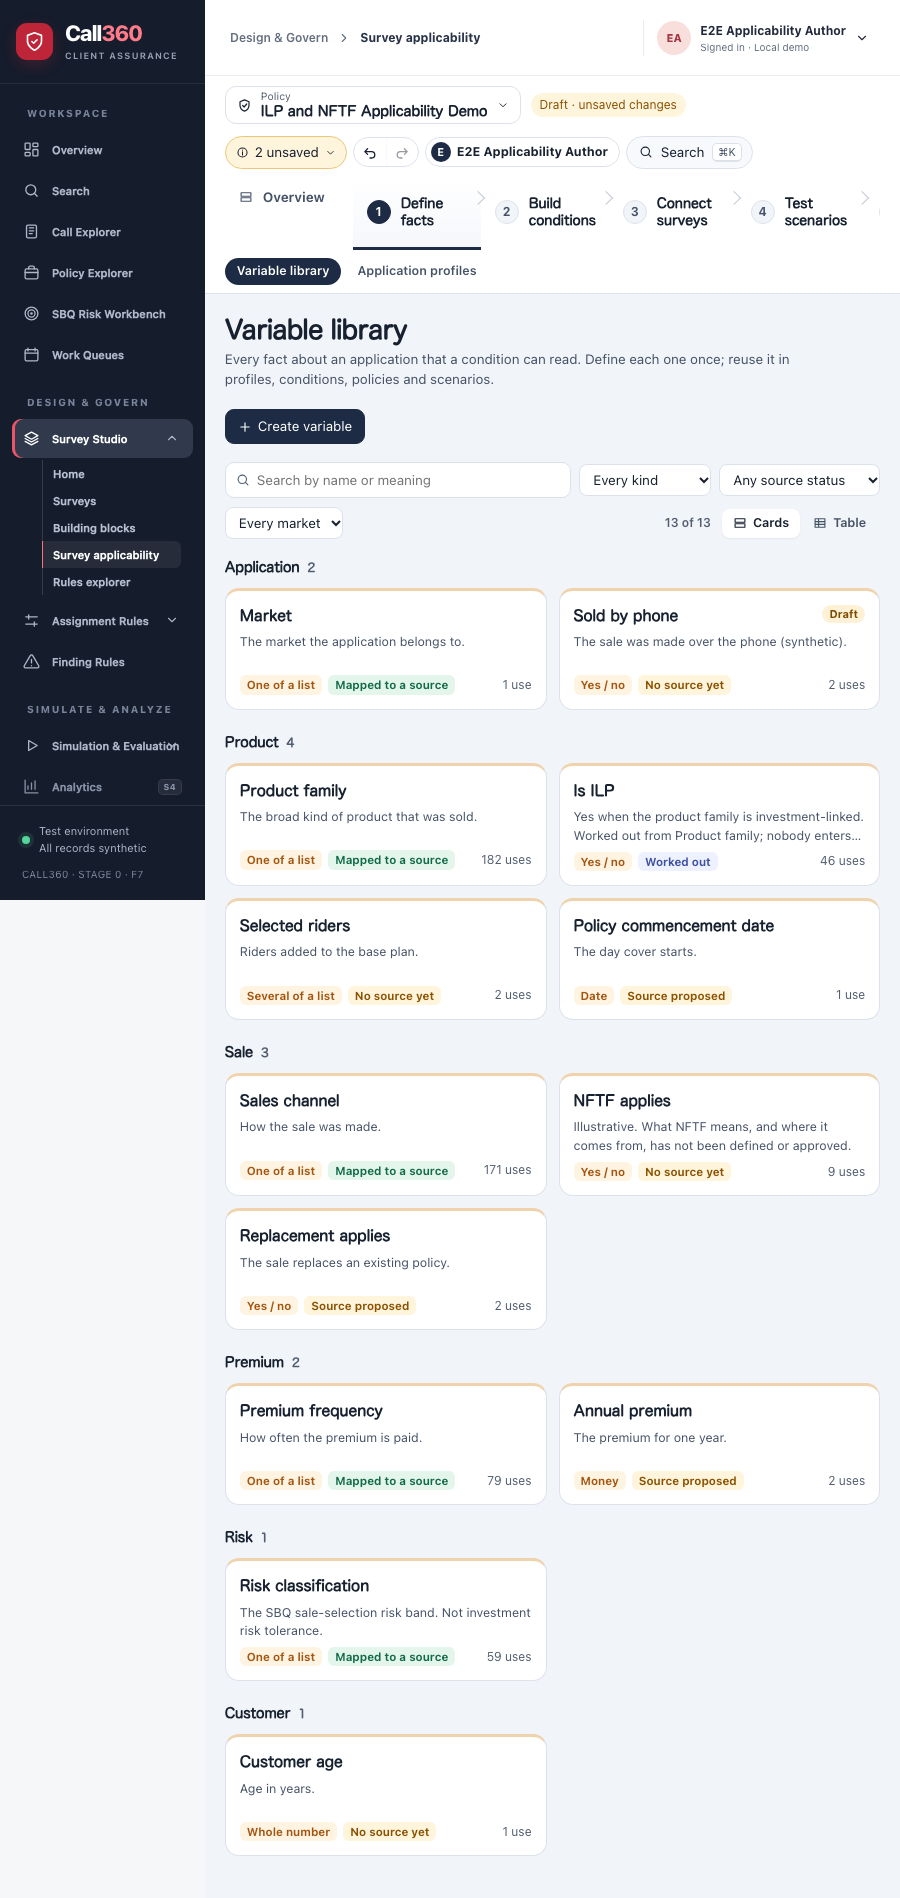 Call360
CLIENT ASSURANCE
WORKSPACE
Overview
Search
Call Explorer
Policy Explorer
SBQ Risk Workbench
Work Queues
DESIGN & GOVERN
Survey Studio
Home
Surveys
Building blocks
Survey applicability
Rules explorer
Assignment Rules
Finding Rules
SIMULATE & ANALYZE
Simulation & Evaluation
Analytics S4
Test environment
All records synthetic
CALL360 · STAGE 0 · F7
Design & Govern > Survey applicability
EA
E2E Applicability Author
Signed in · Local demo
Policy
ILP and NFTF Applicability Demo
Draft · unsaved changes
2 unsaved
E E2E Applicability Author
Search ⌘K
Overview
1 Define facts
2 Build conditions
3 Connect surveys
4 Test scenarios
Variable library
Application profiles
Variable library
Every fact about an application that a condition can read. Define each one once; reuse it in
profiles, conditions, policies and scenarios.
+ Create variable
Search by name or meaning
Every kind
Any source status
Every market
13 of 13
Cards
Table
Application 2
Market
The market the application belongs to.
One of a list Mapped to a source 1 use
Sold by phone Draft
The sale was made over the phone (synthetic).
Yes / no No source yet 2 uses
Product 4
Product family
The broad kind of product that was sold.
One of a list Mapped to a source 182 uses
Is ILP
Yes when the product family is investment-linked.
Worked out from Product family; nobody enters...
Yes / no Worked out 46 uses
Selected riders
Riders added to the base plan.
Several of a list No source yet 2 uses
Policy commencement date
The day cover starts.
Date Source proposed 1 use
Sale 3
Sales channel
How the sale was made.
One of a list Mapped to a source 171 uses
NFTF applies
Illustrative. What NFTF means, and where it
comes from, has not been defined or approved.
Yes / no No source yet 9 uses
Replacement applies
The sale replaces an existing policy.
Yes / no Source proposed 2 uses
Premium 2
Premium frequency
How often the premium is paid.
One of a list Mapped to a source 79 uses
Annual premium
The premium for one year.
Money Source proposed 2 uses
Risk 1
Risk classification
The SBQ sale-selection risk band. Not investment
risk tolerance.
One of a list Mapped to a source 59 uses
Customer 1
Customer age
Age in years.
Whole number No source yet 1 use